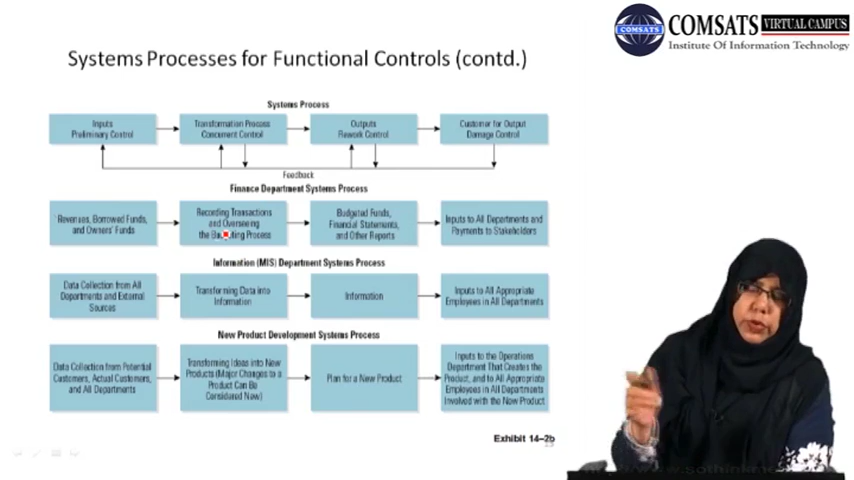 COMSATS
COMSATS VIRTUAL CAMPUS
Institute Of Information Technology
Systems Processes for Functional Controls (contd.)
Systems Process
Inputs
Preliminary Control
Transformation Process
Concurrent Control
Outputs
Rework Control
Customer for Output
Damage Control
Feedback
Finance Department Systems Process
Revenues, Borrowed Funds,
and Owners' Funds
Recording Transactions
and Overseeing
the Process
Budgeted Funds,
Financial Statements,
and Other Reports
Inputs to All Departments and
Payments to Stakeholders
Information (MIS) Department Systems Process
Data Collection from All
Departments and External
Sources
Transforming Data into
Information
Information
Inputs to All Appropriate
Employees in All Departments
New Product Development Systems Process
Data Collection from Potential
Customers, Actual Customers,
and All Departments
Transforming Ideas into New
Products (Major Changes to a
Product Can Be
Considered New)
Plan for a New Product
Inputs to the Operations
Department That Creates the
Product, and to All Appropriate
Employees in All Departments
Involved with the New Product
Exhibit 14–2b